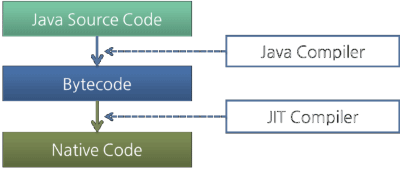 Java Source Code
Java Compiler
Bytecode
JIT Compiler
Native Code